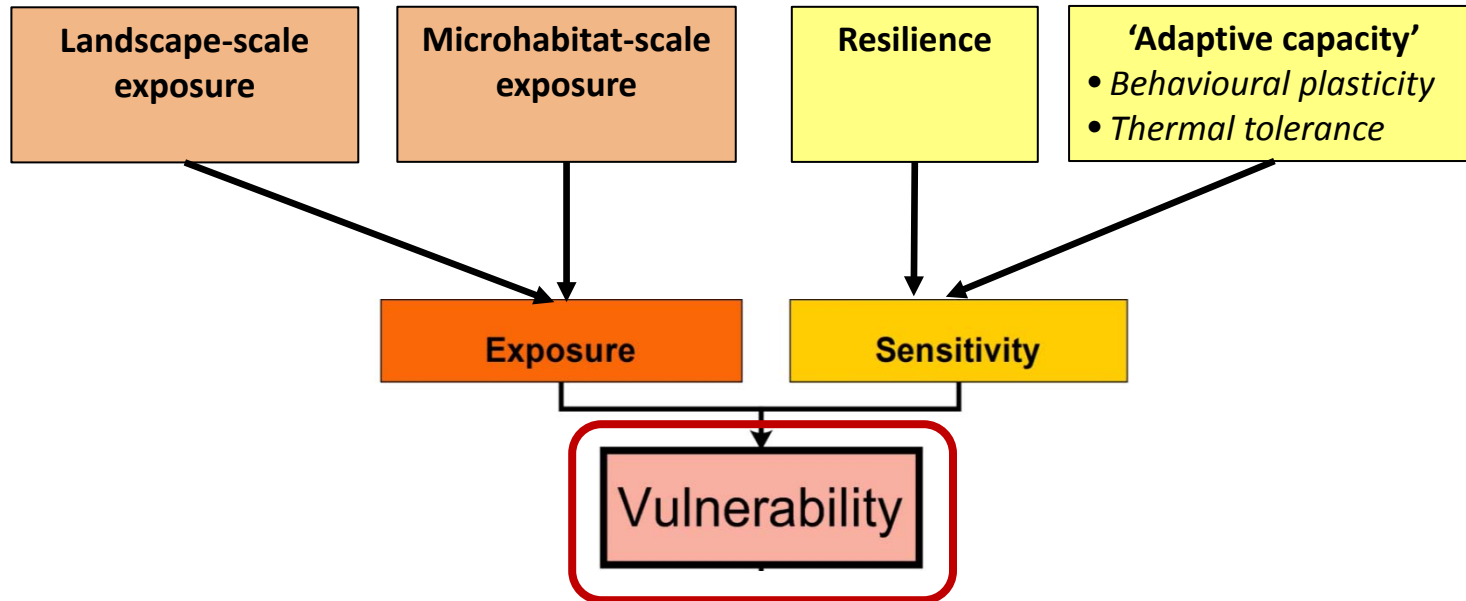 Landscape-scale
exposure
Microhabitat-scale
exposure
Resilience
‘Adaptive capacity’
• Behavioural plasticity
• Thermal tolerance
Exposure
Sensitivity
Vulnerability